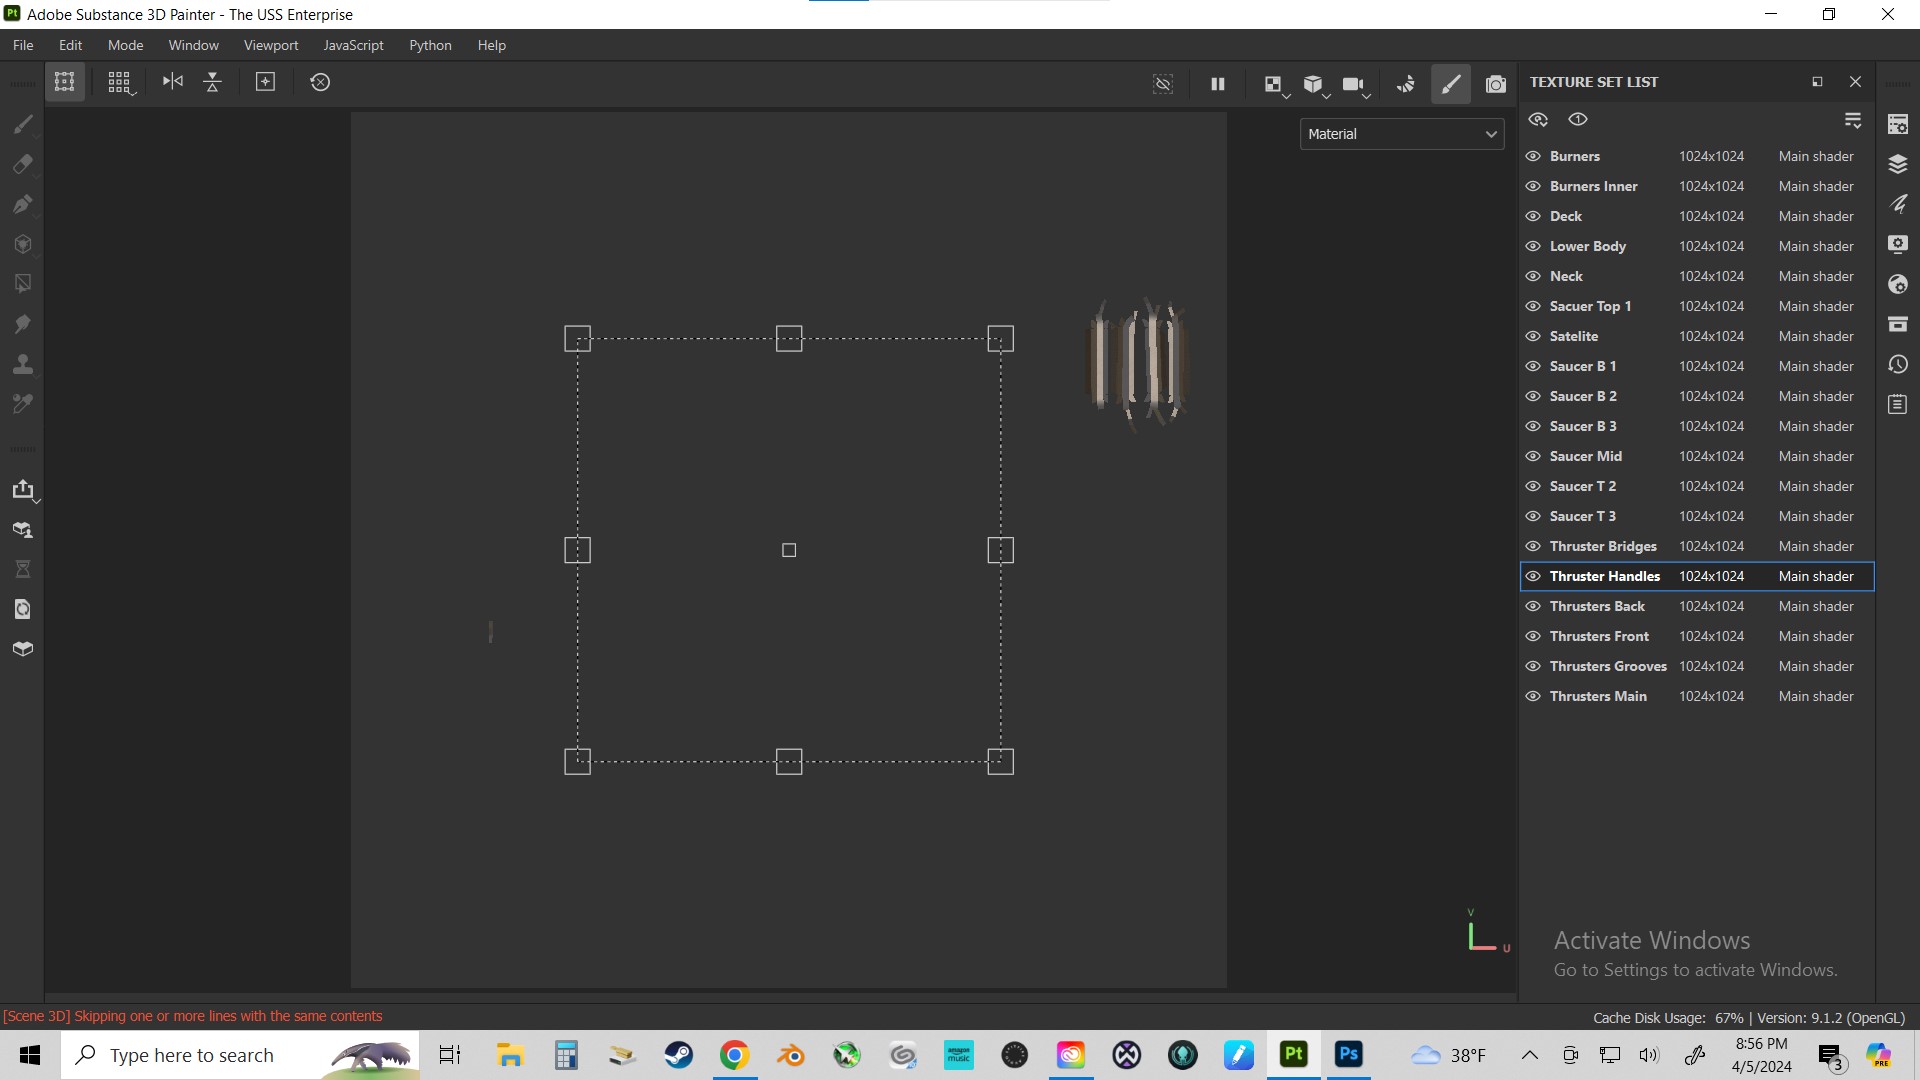 Pt Adobe Substance 3D Painter - The USS Enterprise
File Edit Mode Window Viewport JavaScript Python Help
TEXTURE SET LIST
Material
1
Burners 1024x1024 Main shader
Burners Inner 1024x1024 Main shader
Deck 1024x1024 Main shader
Lower Body 1024x1024 Main shader
Neck 1024x1024 Main shader
Sacuer Top 1 1024x1024 Main shader
Satelite 1024x1024 Main shader
Saucer B 1 1024x1024 Main shader
Saucer B 2 1024x1024 Main shader
Saucer B 3 1024x1024 Main shader
Saucer Mid 1024x1024 Main shader
Saucer T 2 1024x1024 Main shader
Saucer T 3 1024x1024 Main shader
Thruster Bridges 1024x1024 Main shader
Thruster Handles 1024x1024 Main shader
Thrusters Back 1024x1024 Main shader
Thrusters Front 1024x1024 Main shader
Thrusters Grooves 1024x1024 Main shader
Thrusters Main 1024x1024 Main shader
V
U
Activate Windows
Go to Settings to activate Windows.
[Scene 3D] Skipping one or more lines with the same contents
Cache Disk Usage: 67% | Version: 9.1.2 (OpenGL)
Type here to search
amazon music
Pt
Ps
38°F
8:56 PM
4/5/2024
3
PRE